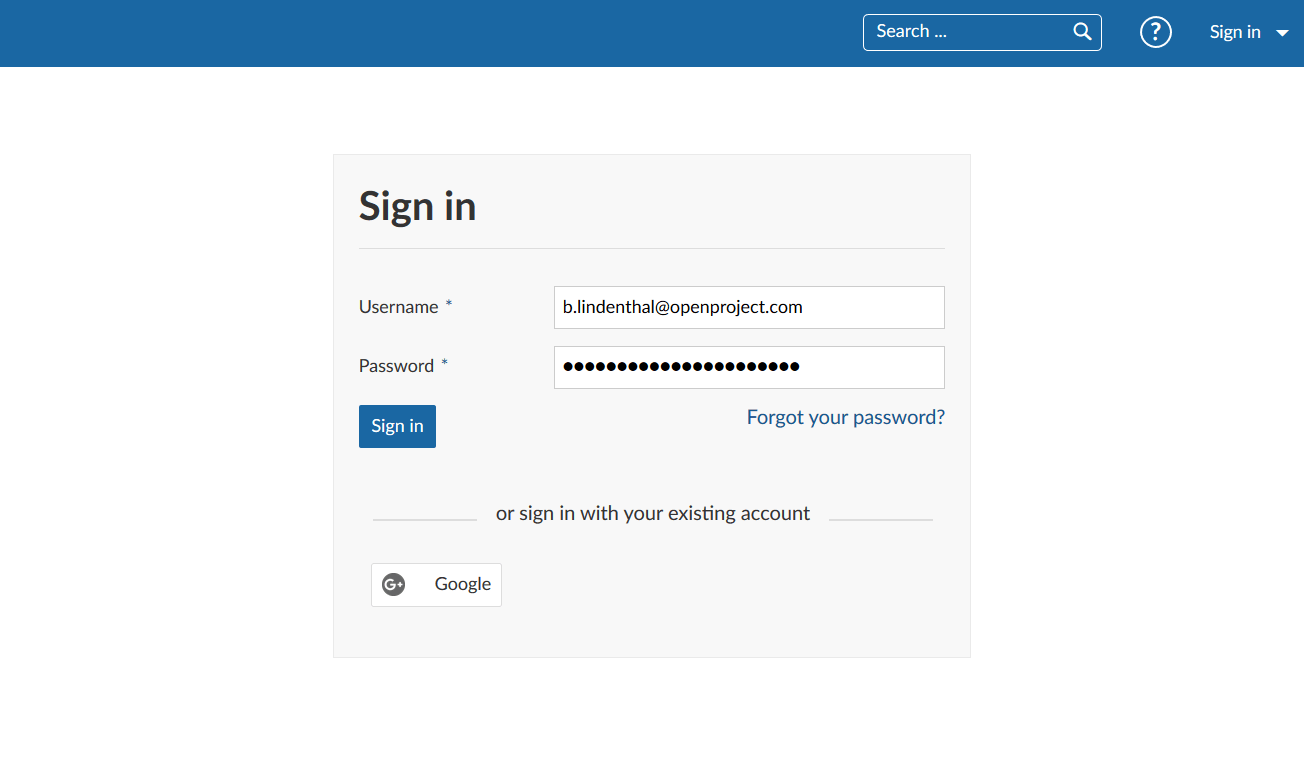 Search ...
?
Sign in
Sign in
Username *
b.lindenthal@openproject.com
Password *
●●●●●●●●●●●●●●●●●●●●●●
Sign in
Forgot your password?
or sign in with your existing account
G+ Google